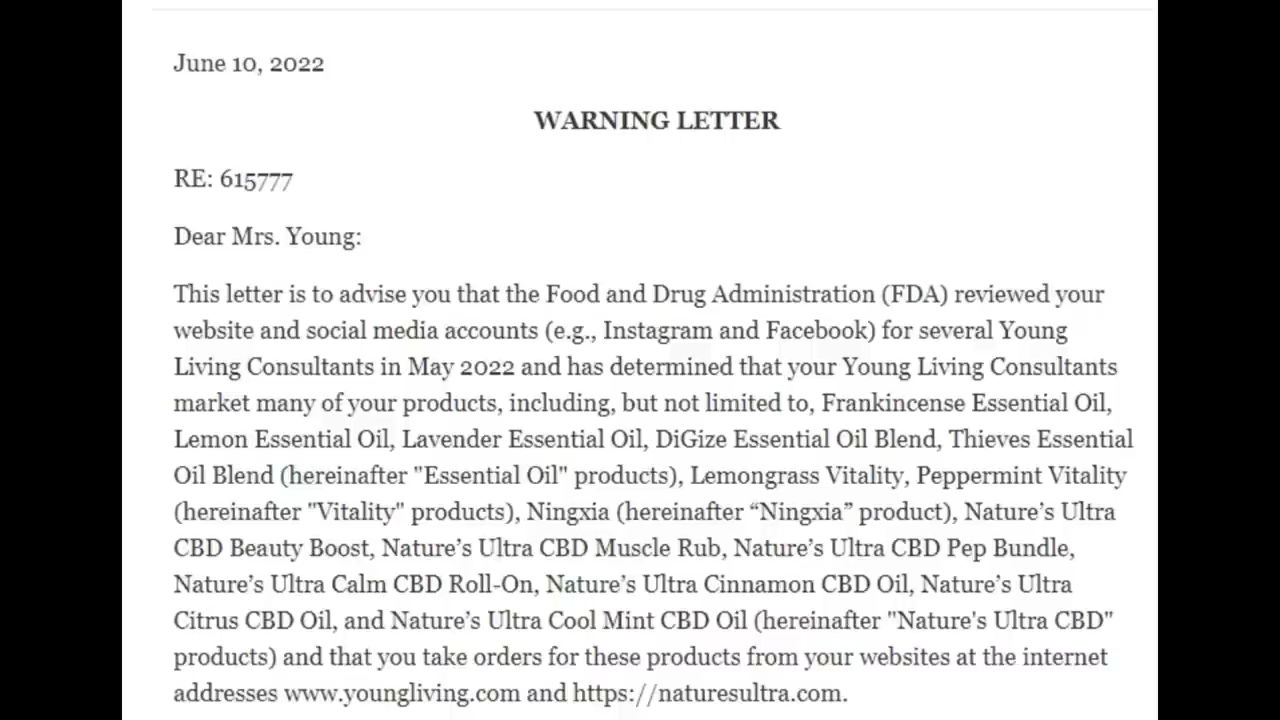 June 10, 2022
WARNING LETTER
RE: 615777
Dear Mrs. Young:
This letter is to advise you that the Food and Drug Administration (FDA) reviewed your
website and social media accounts (e.g., Instagram and Facebook) for several Young
Living Consultants in May 2022 and has determined that your Young Living Consultants
market many of your products, including, but not limited to, Frankincense Essential Oil,
Lemon Essential Oil, Lavender Essential Oil, DiGize Essential Oil Blend, Thieves Essential
Oil Blend (hereinafter "Essential Oil" products), Lemongrass Vitality, Peppermint Vitality
(hereinafter "Vitality" products), Ningxia (hereinafter “Ningxia” product), Nature’s Ultra
CBD Beauty Boost, Nature’s Ultra CBD Muscle Rub, Nature’s Ultra CBD Pep Bundle,
Nature’s Ultra Calm CBD Roll-On, Nature’s Ultra Cinnamon CBD Oil, Nature’s Ultra
Citrus CBD Oil, and Nature’s Ultra Cool Mint CBD Oil (hereinafter "Nature's Ultra CBD"
products) and that you take orders for these products from your websites at the internet
addresses www.youngliving.com and https://naturesultra.com.